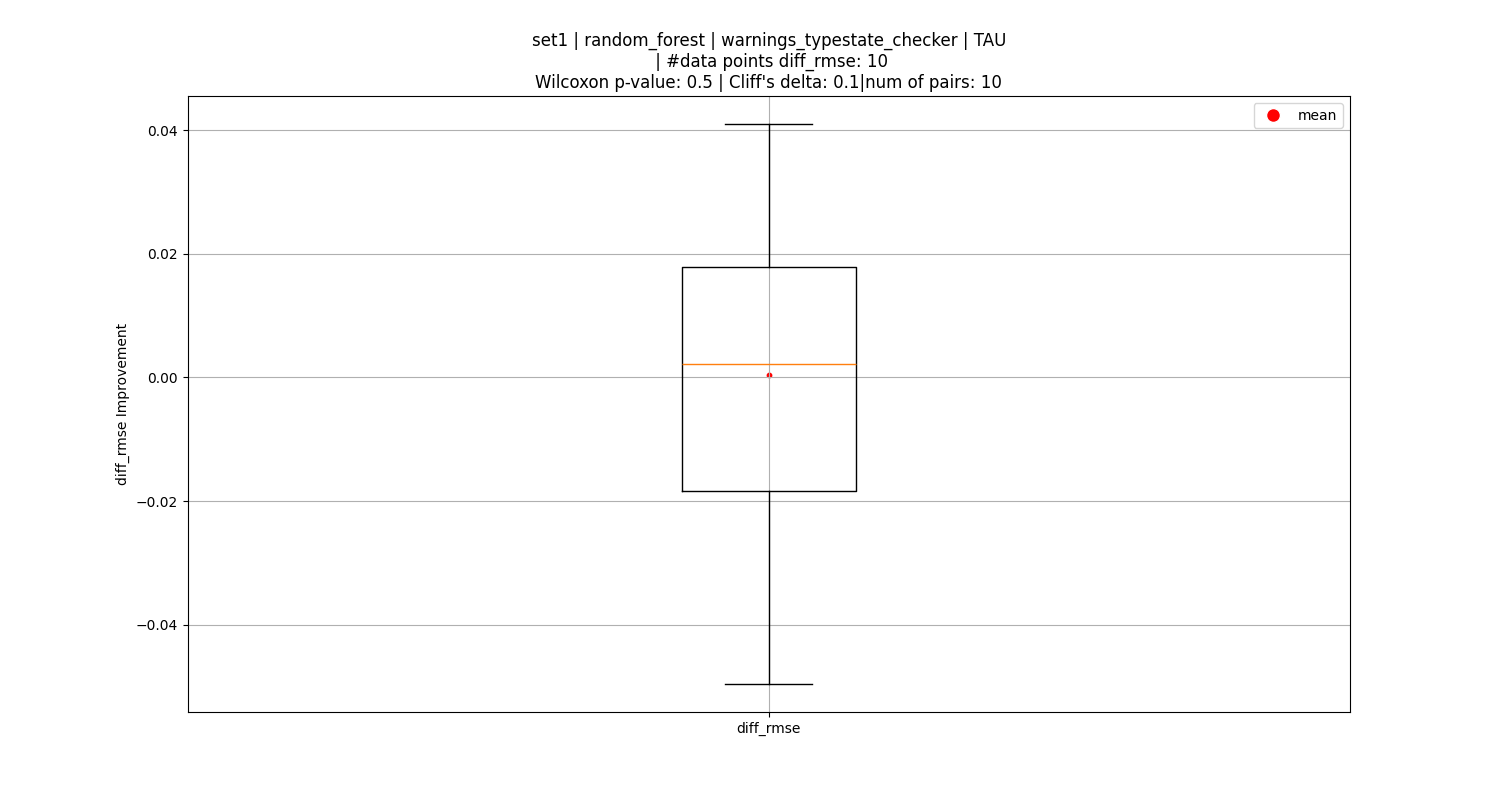 set1 | random_forest | warnings_typestate_checker | TAU
| #data points diff_rmse: 10
Wilcoxon p-value: 0.5 | Cliff's delta: 0.1|num of pairs: 10
mean
0.04
0.02
0.00
−0.02
−0.04
diff_rmse Improvement
diff_rmse